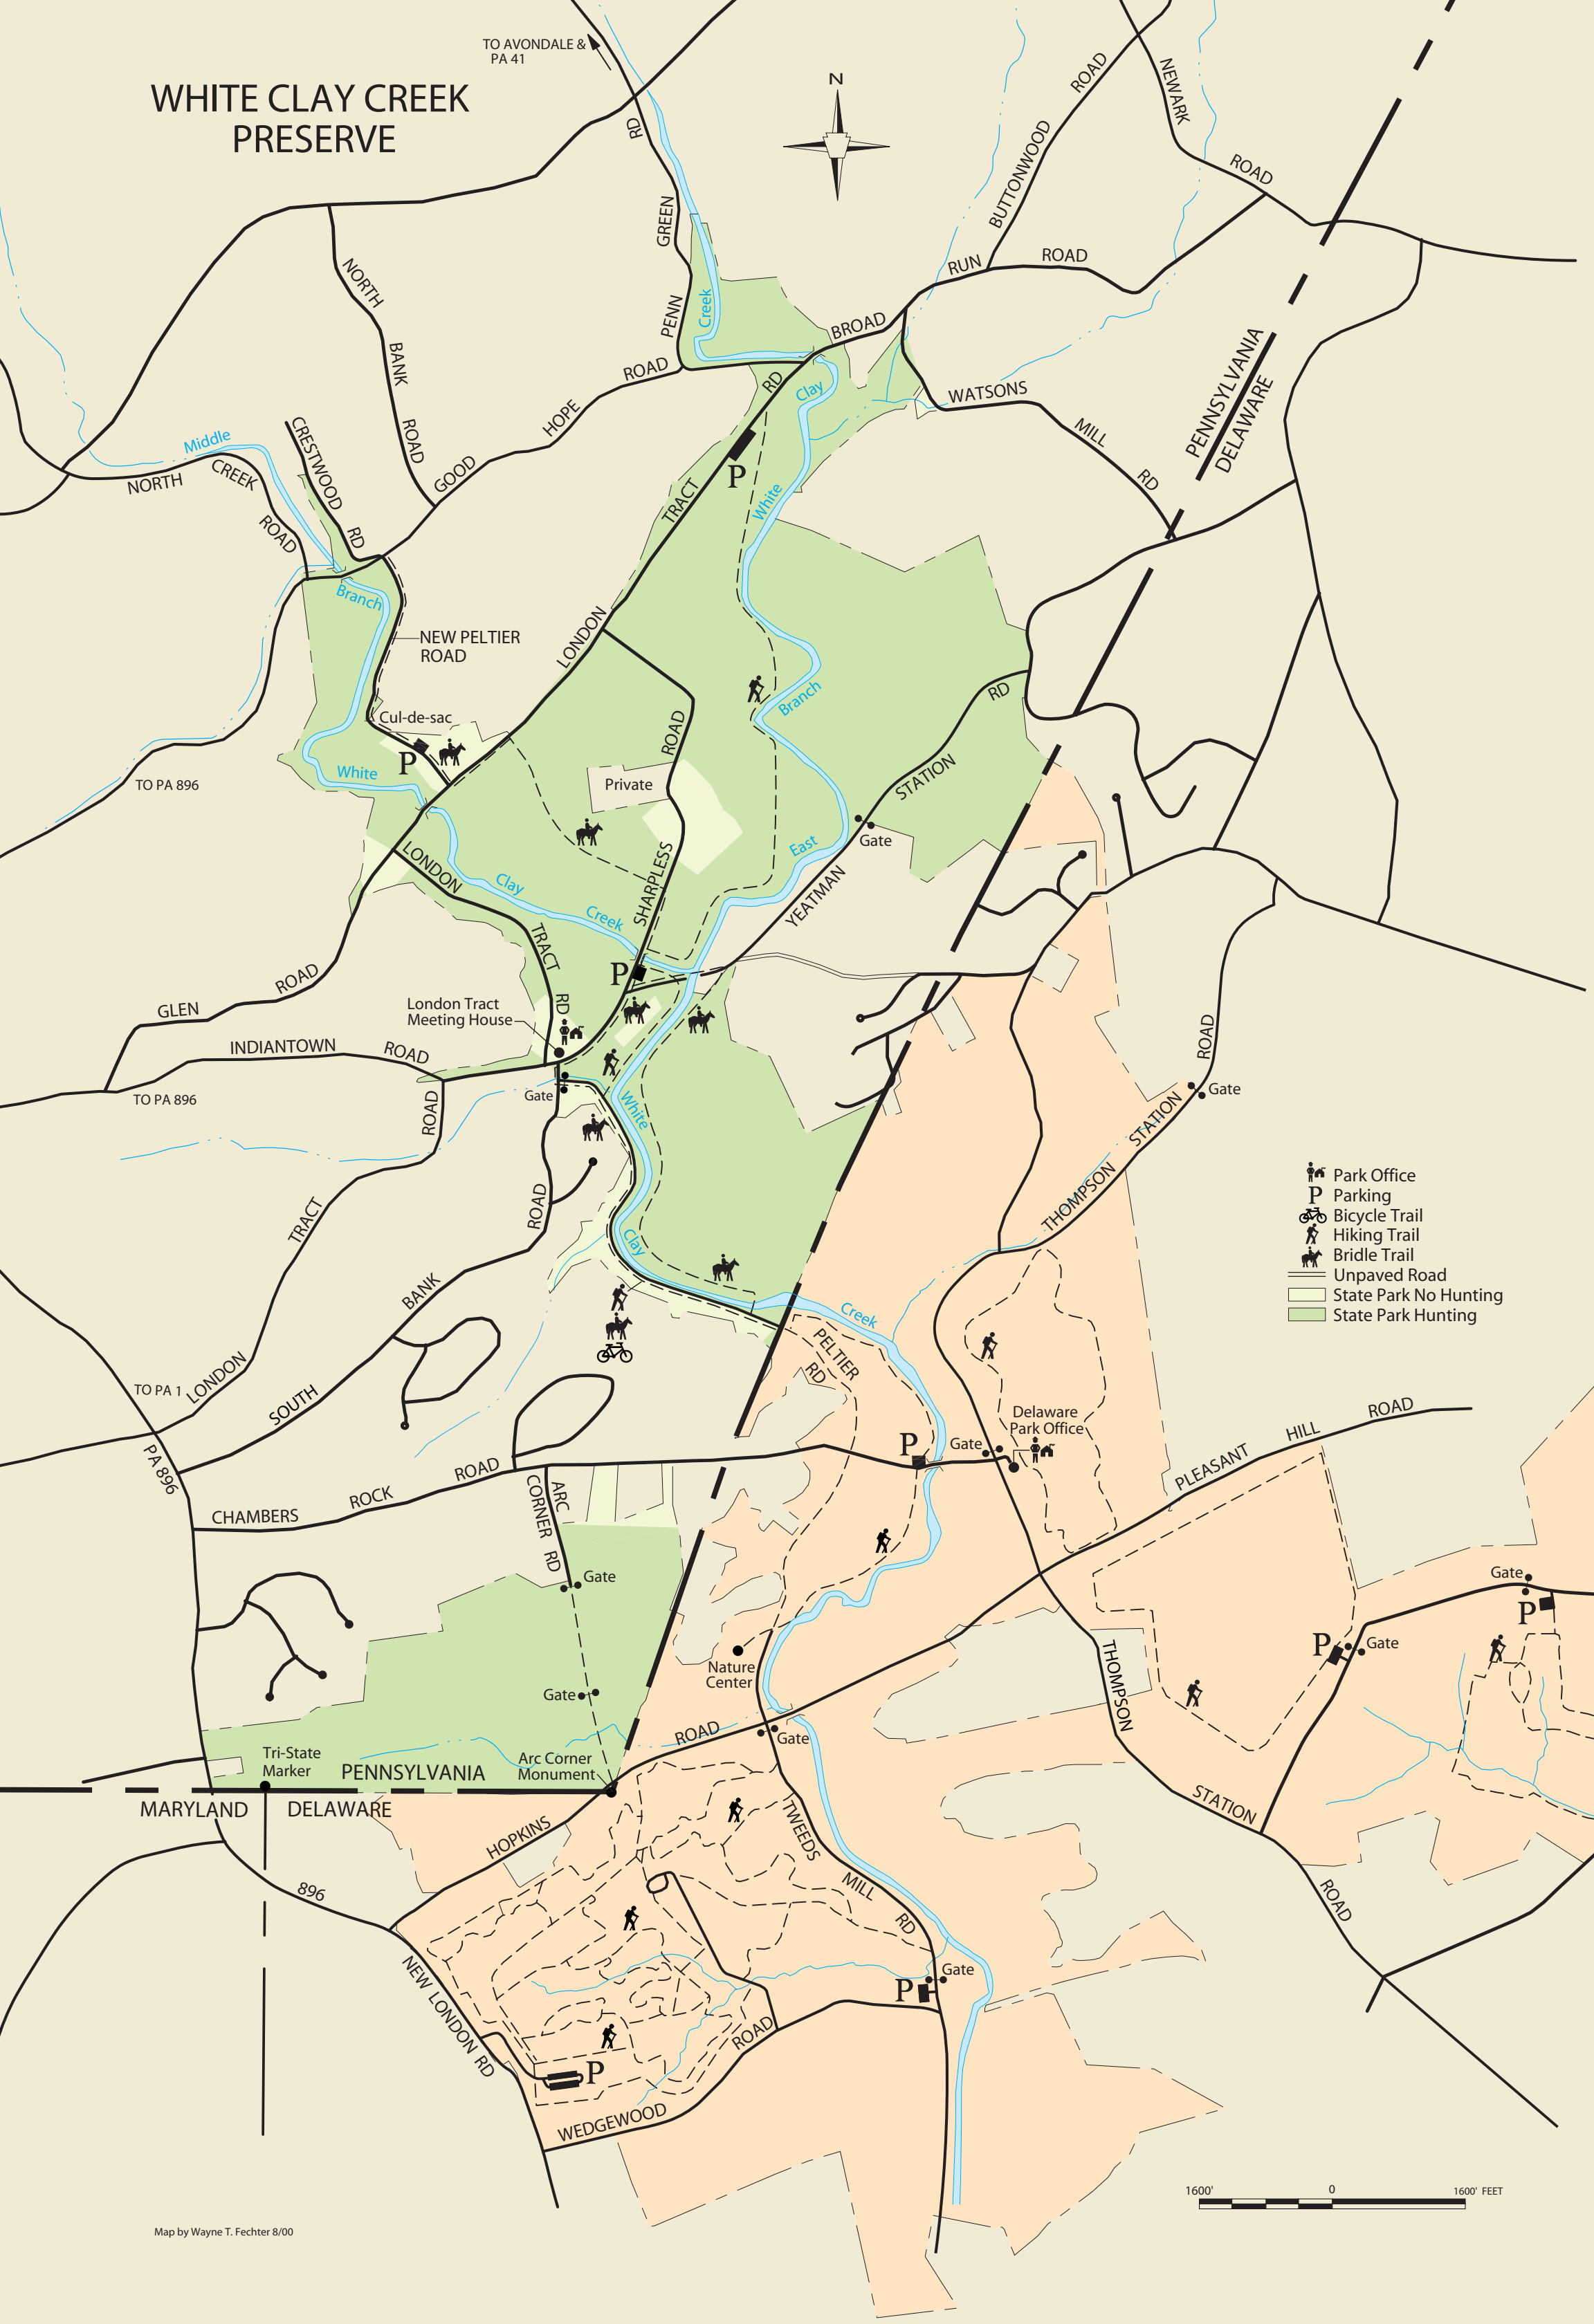 TO AVONDALE &
PA 41
WHITE CLAY CREEK
PRESERVE
N
RD
GREEN
PENN
Creek
BUTTONWOOD
ROAD
NEWARK
ROAD
RUN
ROAD
BROAD
NORTH
BANK
ROAD
GOOD
HOPE
ROAD
RD
Clay
WATSONS
MILL
RD
PENNSYLVANIA
DELAWARE
Middle
NORTH
CREEK
ROAD
CRESTWOOD
RD
P
TRACT
White
LONDON
Branch
NEW PELTIER
ROAD
Cul-de-sac
P
White
TO PA 896
Branch
RD
STATION
ROAD
Private
Gate
East
YEATMAN
LONDON
Clay
SHARPLESS
Creek
TRACT
RD
P
GLEN
ROAD
London Tract
Meeting House
INDIANTOWN
ROAD
TO PA 896
ROAD
Gate
White
ROAD
Gate
STATION
THOMPSON
Park Office
P Parking
Bicycle Trail
Hiking Trail
Bridle Trail
Unpaved Road
State Park No Hunting
State Park Hunting
TRACT
ROAD
Clay
BANK
Creek
PELTIER
RD
TO PA 1
LONDON
SOUTH
PA 896
Delaware
Park Office
Gate
P
PLEASANT
HILL
ROAD
CHAMBERS
ROCK
ROAD
ARC
CORNER
RD
Gate
Gate
Gate
P
P
Gate
Nature
Center
THOMPSON
ROAD
Gate
Tri-State
Marker
PENNSYLVANIA
Arc Corner
Monument
MARYLAND
DELAWARE
HOPKINS
TWEEDS
MILL
RD
STATION
ROAD
896
NEW LONDON RD
Gate
P
ROAD
P
WEDGEWOOD
1600'
0
1600' FEET
Map by Wayne T. Fechter 8/00